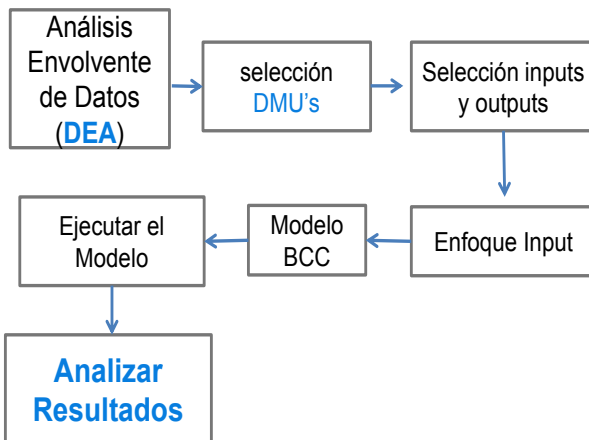 Análisis
Envolvente
de Datos
(DEA)
selección
DMU's
Selección inputs
y outputs
Enfoque Input
Modelo
BCC
Ejecutar el
Modelo
Analizar
Resultados